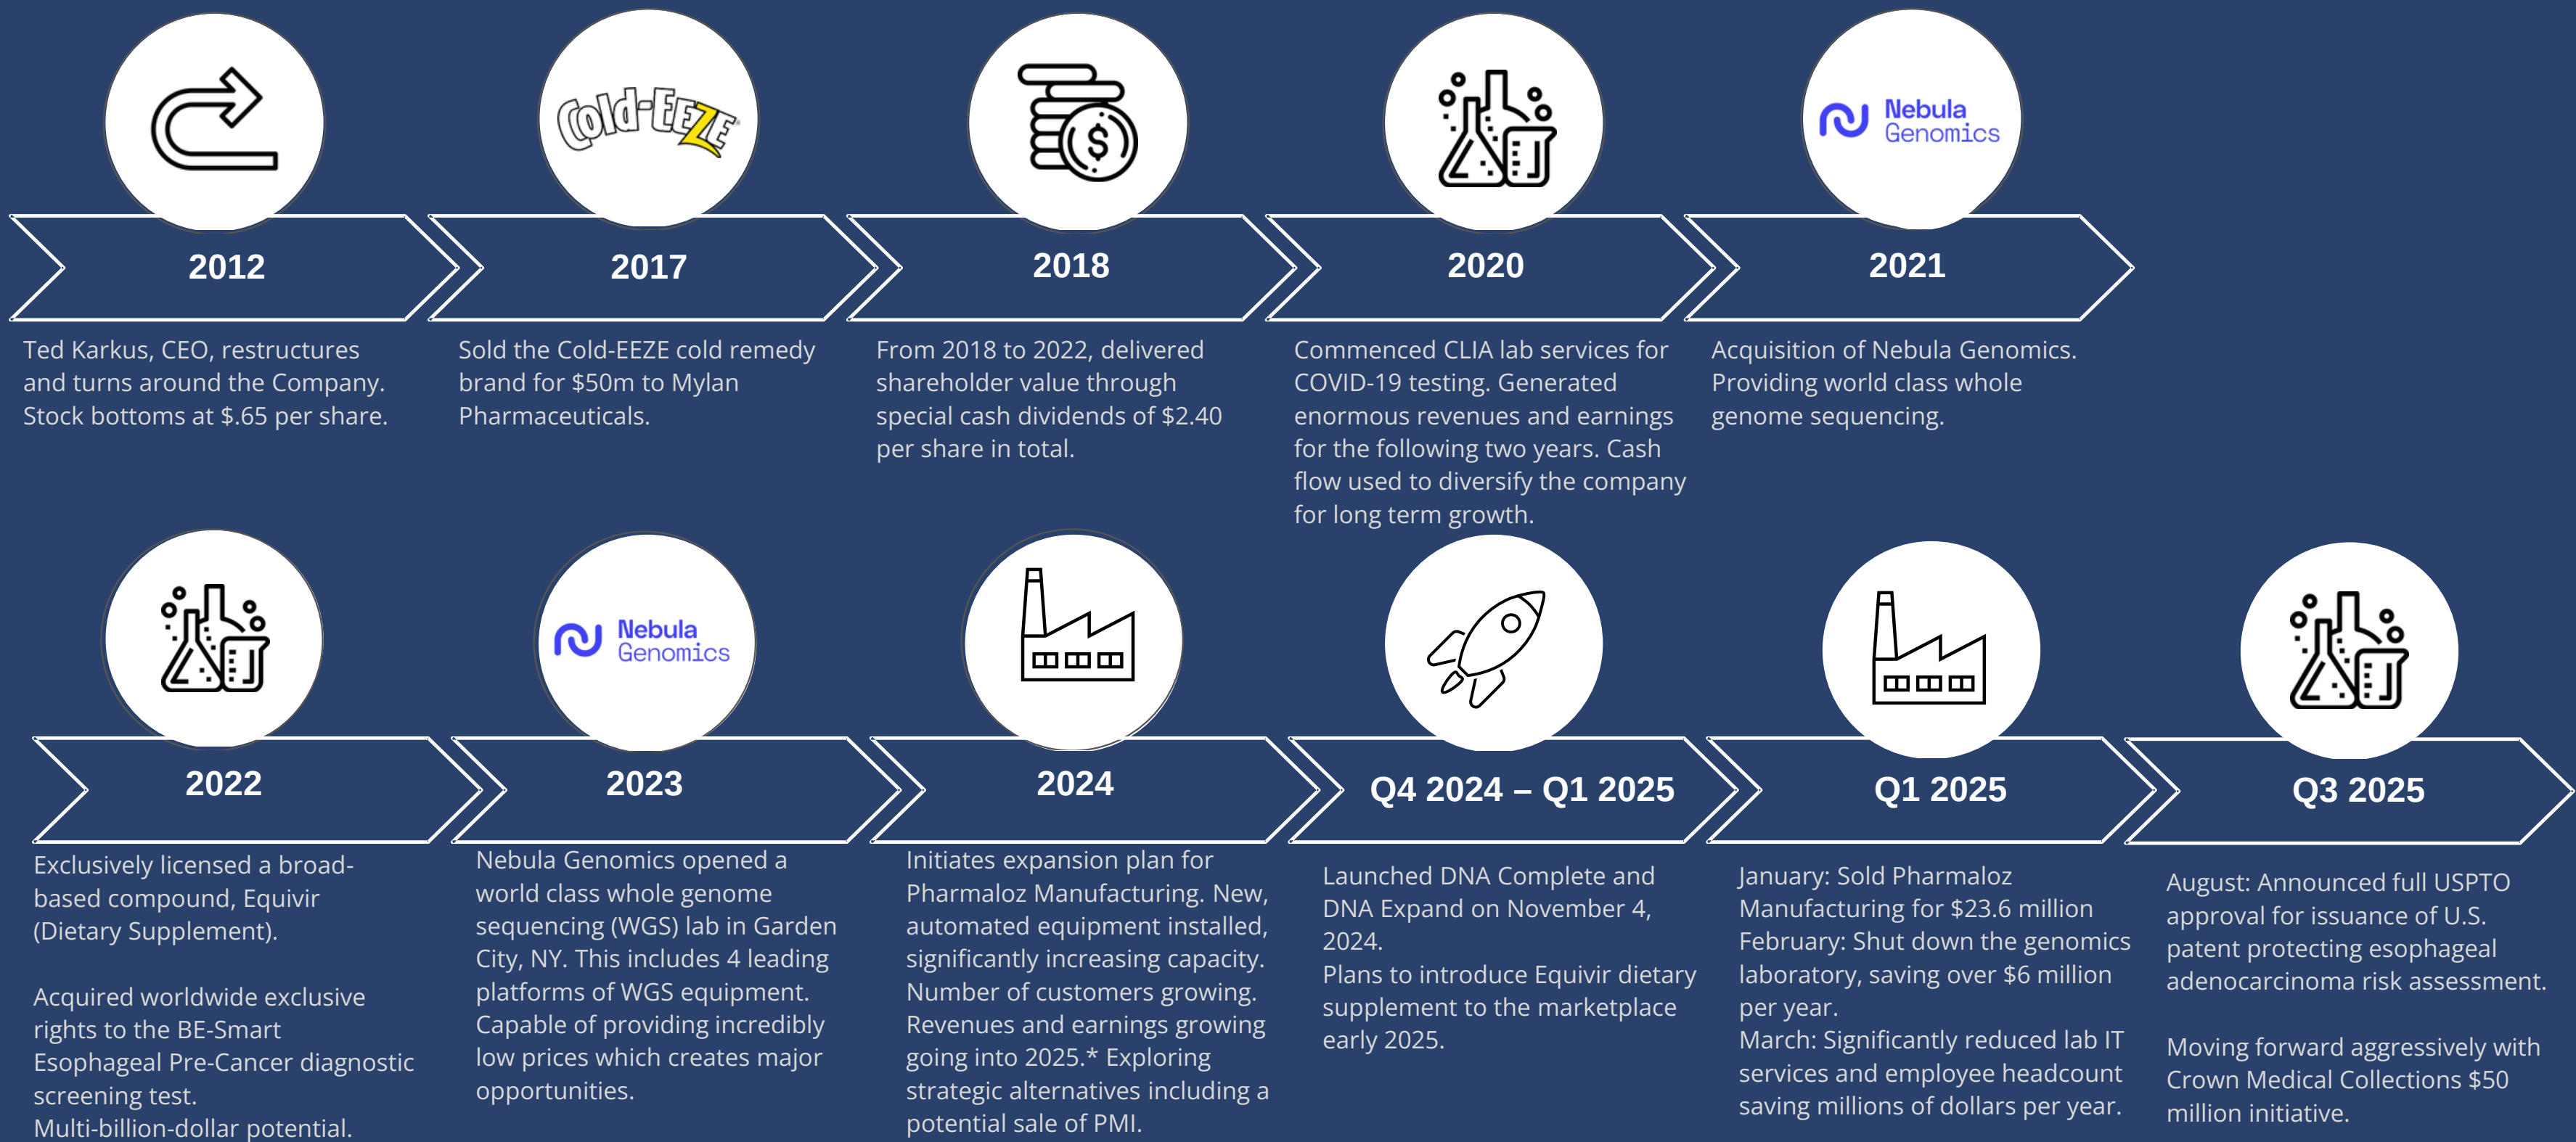 Cold-EEZE
Nebula
Genomics
2012
2017
2018
2020
2021
Ted Karkus, CEO, restructures
and turns around the Company.
Stock bottoms at $.65 per share.
Sold the Cold-EEZE cold remedy
brand for $50m to Mylan
Pharmaceuticals.
From 2018 to 2022, delivered
shareholder value through
special cash dividends of $2.40
per share in total.
Commenced CLIA lab services for
COVID-19 testing. Generated
enormous revenues and earnings
for the following two years. Cash
flow used to diversify the company
for long term growth.
Acquisition of Nebula Genomics.
Providing world class whole
genome sequencing.
Nebula
Genomics
2022
2023
2024
Q4 2024 – Q1 2025
Q1 2025
Q3 2025
Exclusively licensed a broad-
based compound, Equivir
(Dietary Supplement).
Acquired worldwide exclusive
rights to the BE-Smart
Esophageal Pre-Cancer diagnostic
screening test.
Multi-billion-dollar potential.
Nebula Genomics opened a
world class whole genome
sequencing (WGS) lab in Garden
City, NY. This includes 4 leading
platforms of WGS equipment.
Capable of providing incredibly
low prices which creates major
opportunities.
Initiates expansion plan for
Pharmaloz Manufacturing. New,
automated equipment installed,
significantly increasing capacity.
Number of customers growing.
Revenues and earnings growing
going into 2025.* Exploring
strategic alternatives including a
potential sale of PMI.
Launched DNA Complete and
DNA Expand on November 4,
2024.
Plans to introduce Equivir dietary
supplement to the marketplace
early 2025.
January: Sold Pharmaloz
Manufacturing for $23.6 million
February: Shut down the genomics
laboratory, saving over $6 million
per year.
March: Significantly reduced lab IT
services and employee headcount
saving millions of dollars per year.
August: Announced full USPTO
approval for issuance of U.S.
patent protecting esophageal
adenocarcinoma risk assessment.
Moving forward aggressively with
Crown Medical Collections $50
million initiative.